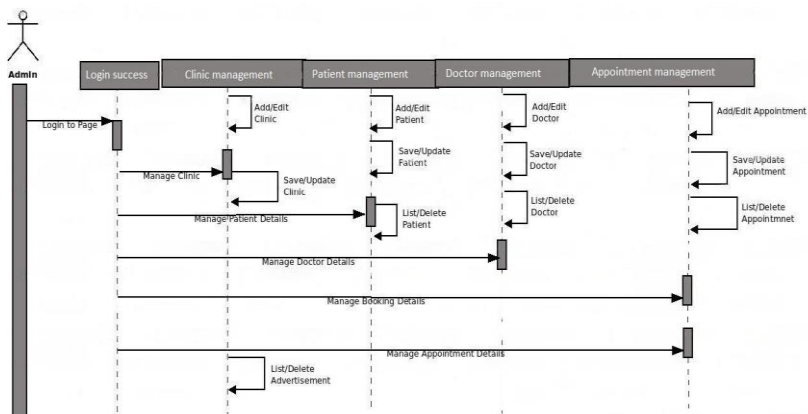 Admin
Login success
Clinic management
Patient management
Doctor management
Appointment management
Add/Edit
Clinic
Add/Edit
Patient
Add/Edit
Doctor
Add/Edit Appointment
Login to Page
Save/Update
Fatient
Save/Update
Doctor
Save/Update
Appointment
Manage Clinic
Save/Update
Clinic
List/Delete
Patient
List/Delete
Doctor
List/Delete
Appointmnet
Manage Patient Details
Manage Doctor Details
Manage Booking Details
Manage Appointment Details
List/Delete
Advertisement